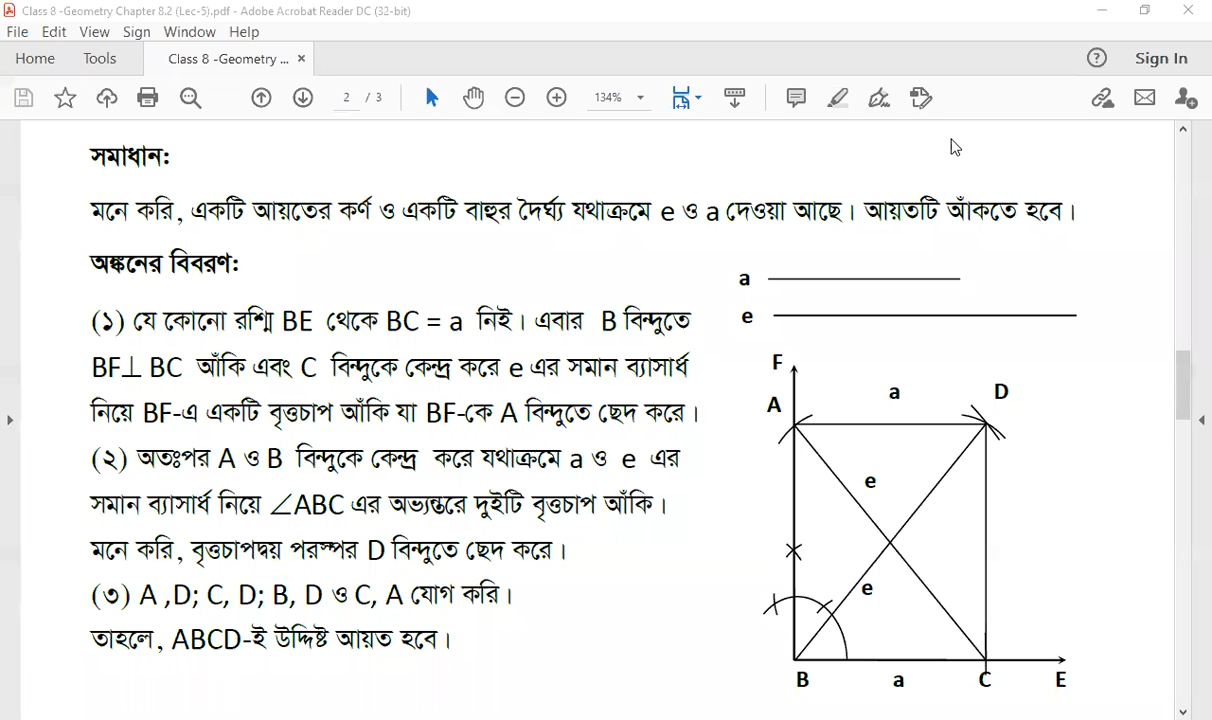 Class 8 -Geometry Chapter 8.2 (Lec-5).pdf - Adobe Acrobat Reader DC (32-bit)
File Edit View Sign Window Help
Home Tools Class 8 -Geometry ... × Sign In
2 / 3 134%
সমাধান:
মনে করি, একটি আয়তের কর্ণ ও একটি বাহুর দৈর্ঘ্য যথাক্রমে e ও a দেওয়া আছে। আয়তটি আঁকতে হবে।
অঙ্কনের বিবরণ:
(১) যে কোনো রশ্মি BE থেকে BC = a নিই। এবার B বিন্দুতে
BF⊥ BC আঁকি এবং C বিন্দুকে কেন্দ্র করে e এর সমান ব্যাসার্ধ
নিয়ে BF-এ একটি বৃত্তচাপ আঁকি যা BF-কে A বিন্দুতে ছেদ করে।
(২) অতঃপর A ও B বিন্দুকে কেন্দ্র করে যথাক্রমে a ও e এর
সমান ব্যাসার্ধ নিয়ে ∠ABC এর অভ্যন্তরে দুইটি বৃত্তচাপ আঁকি।
মনে করি, বৃত্তচাপদ্বয় পরস্পর D বিন্দুতে ছেদ করে।
(৩) A ,D; C, D; B, D ও C, A যোগ করি।
তাহলে, ABCD-ই উদ্দিষ্ট আয়ত হবে।
a
e
F
A a D
e
e
B a C E